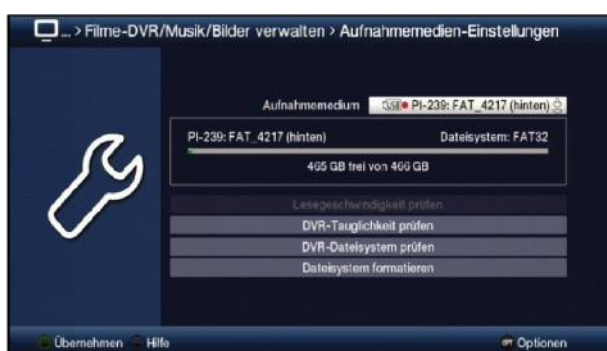 ... > Filme-DVR/Musik/Bilder verwalten > Aufnahmemedien-Einstellungen
Aufnahmemedium USB PI-239: FAT_4217 (hinten)
PI-239: FAT_4217 (hinten) Dateisystem: FAT32
465 GB frei von 466 GB
Lesegeschwindigkeit prüfen
DVR-Tauglichkeit prüfen
DVR-Dateisystem prüfen
Dateisystem formatieren
Übernehmen Hilfe Optionen